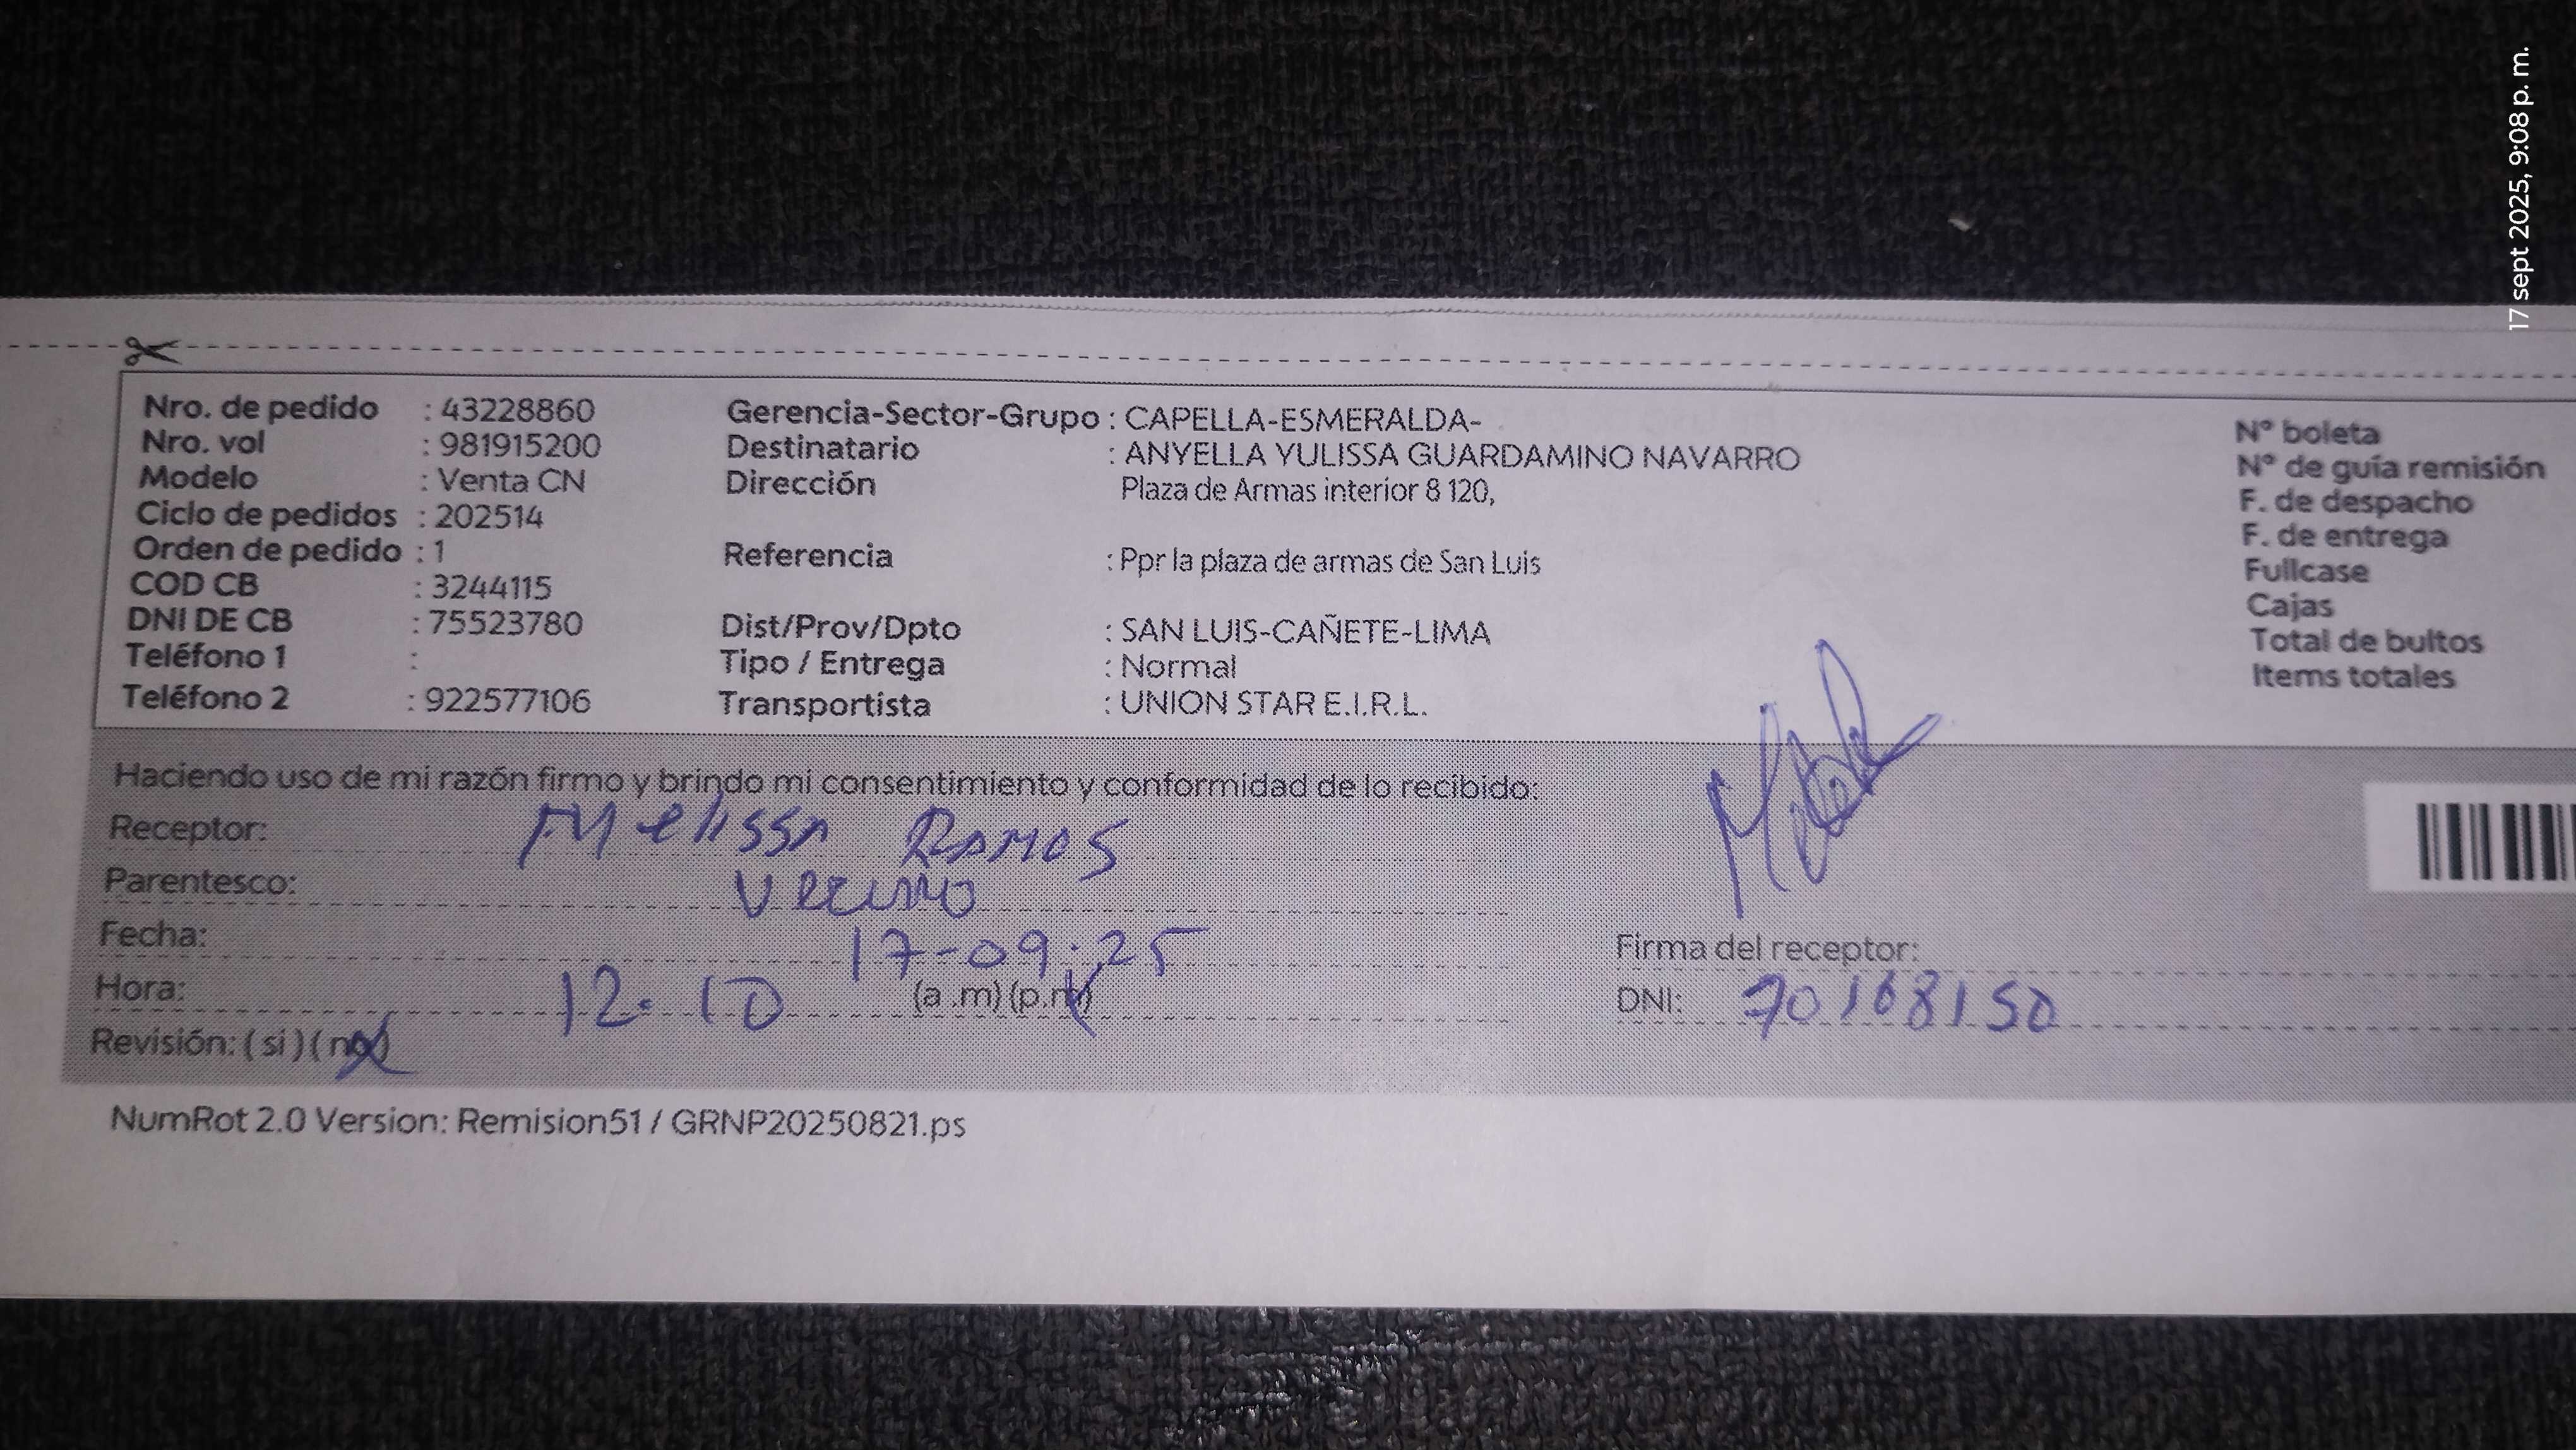 17 sept 2025, 9:08 p. m.
Nro. de pedido : 43228860
Nro. vol : 981915200
Modelo : Venta CN
Ciclo de pedidos : 202514
Orden de pedido : 1
COD CB : 3244115
DNI DE CB : 75523780
Teléfono 1 :
Teléfono 2 : 922577106
Gerencia-Sector-Grupo : CAPELLA-ESMERALDA-
Destinatario : ANYELLA YULISSA GUARDAMINO NAVARRO
Dirección Plaza de Armas interior 8 120,
Referencia : Ppr la plaza de armas de San Luis
Dist/Prov/Dpto : SAN LUIS-CAÑETE-LIMA
Tipo / Entrega : Normal
Transportista : UNION STAR E.I.R.L.
N° boleta
N° de guía remisión
F. de despacho
F. de entrega
Fullcase
Cajas
Total de bultos
Items totales
Haciendo uso de mi razón firmo y brindo mi consentimiento y conformidad de lo recibido:
Receptor: Melissa Ramos
Parentesco: Vecino
Fecha: 17-09-25
Hora: 12:10 (a .m) (p.m)
Revisión: ( si ) ( no )
Firma del receptor:
DNI: 70168150
NumRot 2.0 Version: Remision51 / GRNP20250821.ps